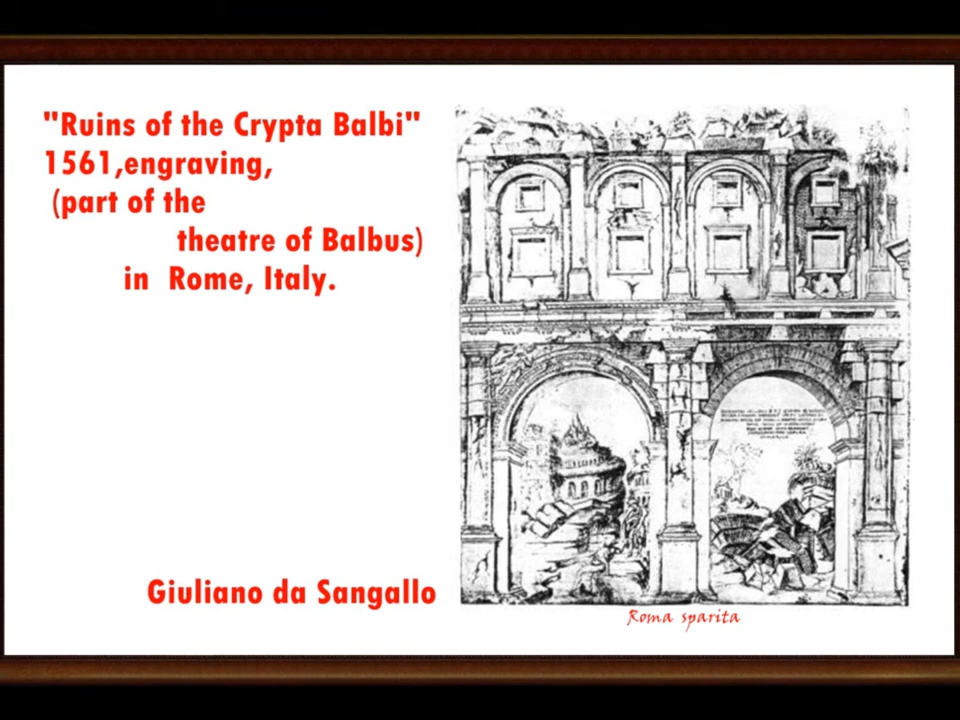 "Ruins of the Crypta Balbi"
1561,engraving,
(part of the
theatre of Balbus)
in Rome, Italy.
Giuliano da Sangallo
Roma sparita